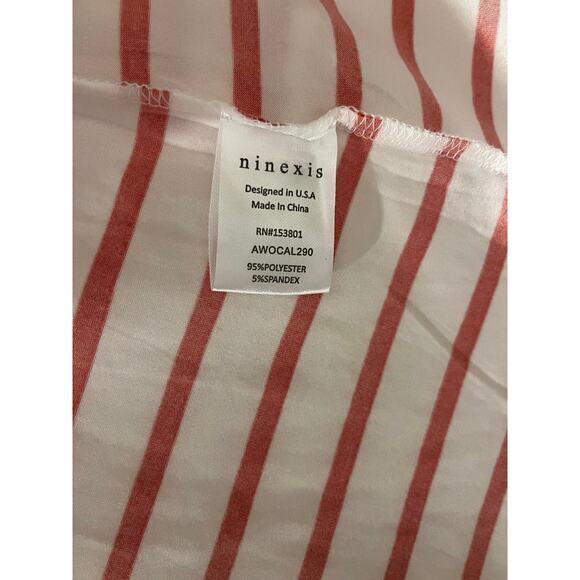 ninexis
Designed in U.S.A
Made In China
RN#153801
AWOCAL290
95%POLYESTER
5%SPANDEX